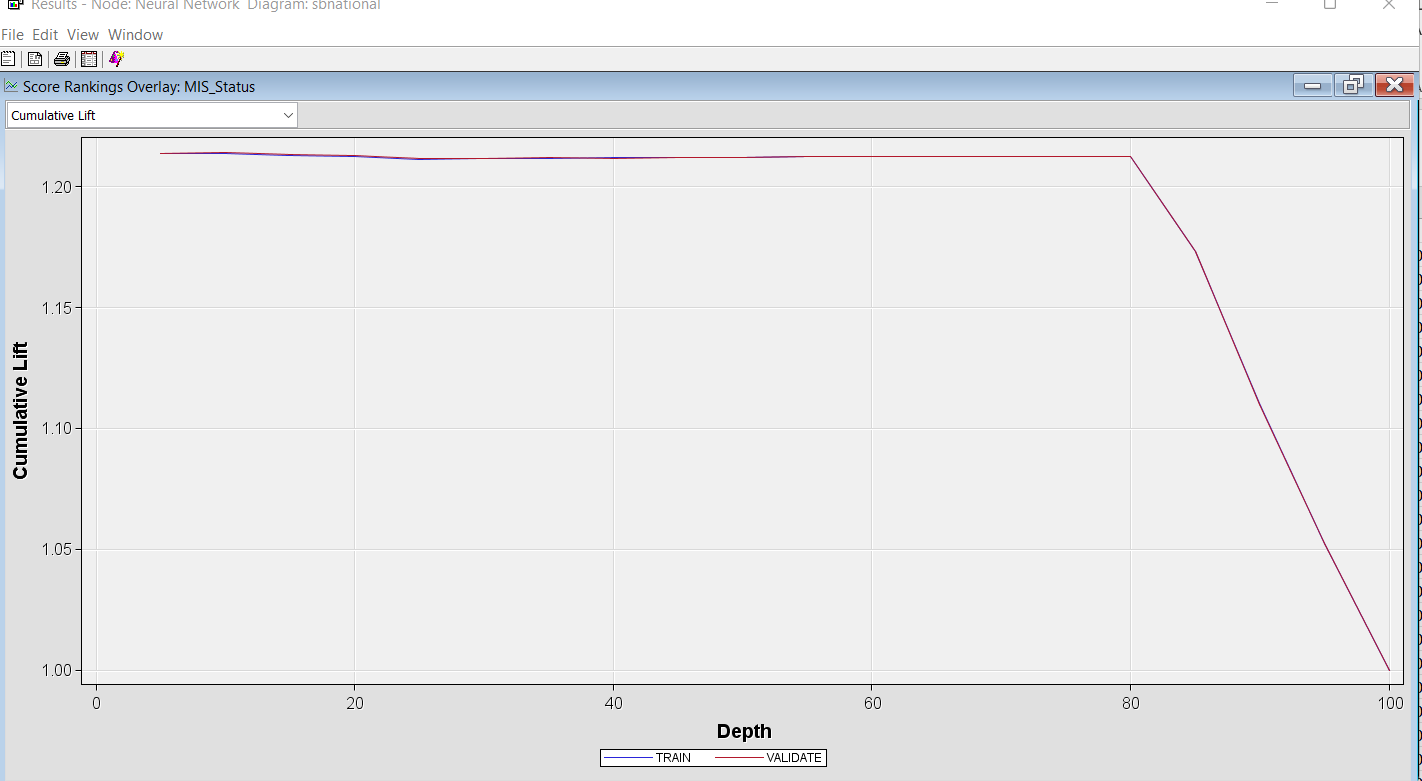 Results - Node: Neural Network Diagram: sbnational
File Edit View Window
Score Rankings Overlay: MIS_Status
Cumulative Lift
1.20
1.15
1.10
1.05
1.00
Cumulative Lift
0 20 40 60 80 100
Depth
TRAIN VALIDATE